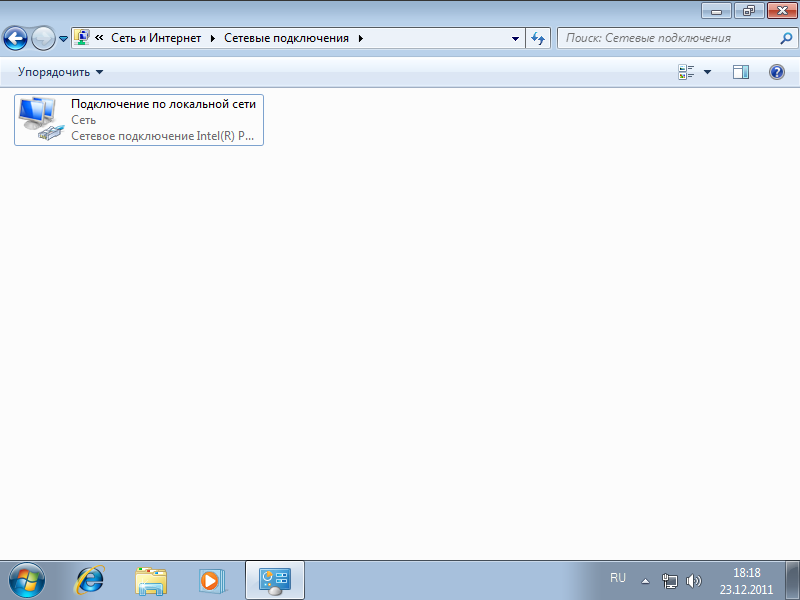 « Сеть и Интернет Сетевые подключения
Поиск: Сетевые подключения
Упорядочить
Подключение по локальной сети
Сеть
Сетевое подключение Intel(R) P...
RU
18:18
23.12.2011